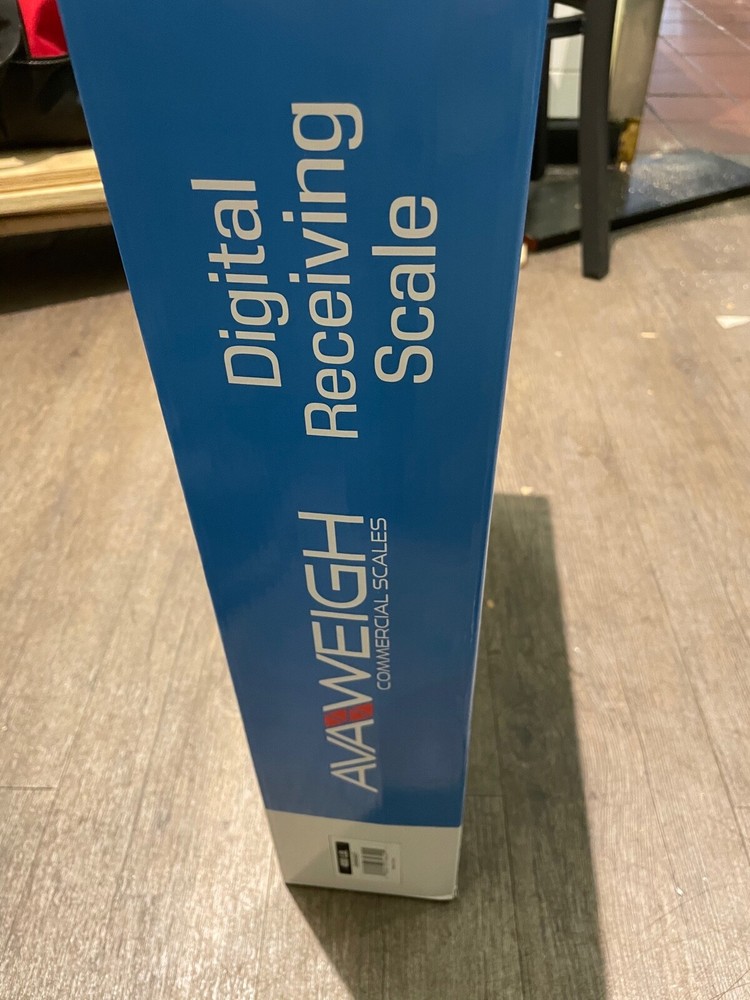 Digital
Receiving
Scale
AVAWEIGH
COMMERCIAL SCALES